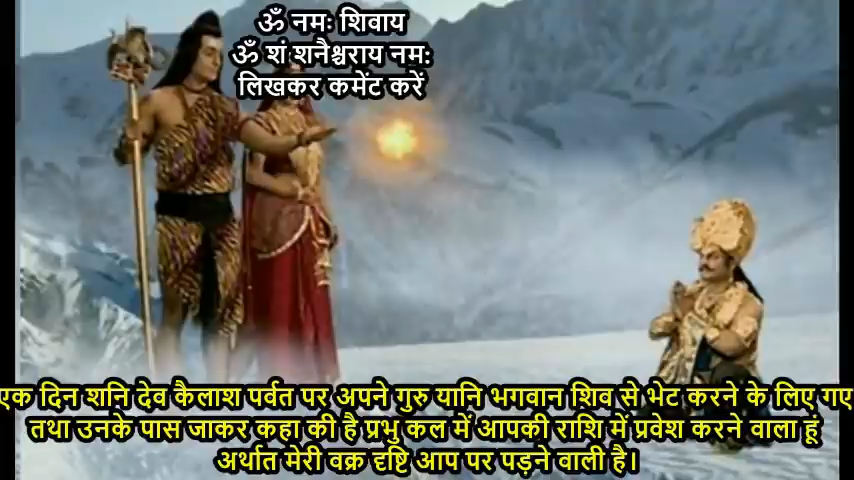 ॐ नमः शिवाय
ॐ शं शनैश्चराय नमः
लिखकर कमेंट करें
एक दिन शनि देव कैलाश पर्वत पर अपने गुरु यानि भगवान शिव से भेट करने के लिए गए
तथा उनके पास जाकर कहा की है प्रभु कल में आपकी राशि में प्रवेश करने वाला हूं
अर्थात मेरी वक्र दृष्टि आप पर पड़ने वाली है।